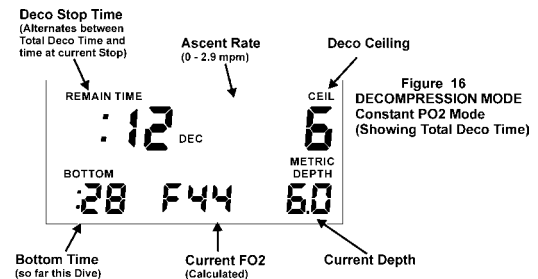 Deco Stop Time
(Alternates between
Total Deco Time and
time at current Stop)
Ascent Rate
(0 - 2.9 mpm)
Deco Ceiling
Figure 16
DECOMPRESSION MODE
Constant PO2 Mode
(Showing Total Deco Time)
REMAIN TIME
CEIL
:12 DEC
6
METRIC
BOTTOM
DEPTH
:28 F44 6.0
Bottom Time
(so far this Dive)
Current FO2
(Calculated)
Current Depth